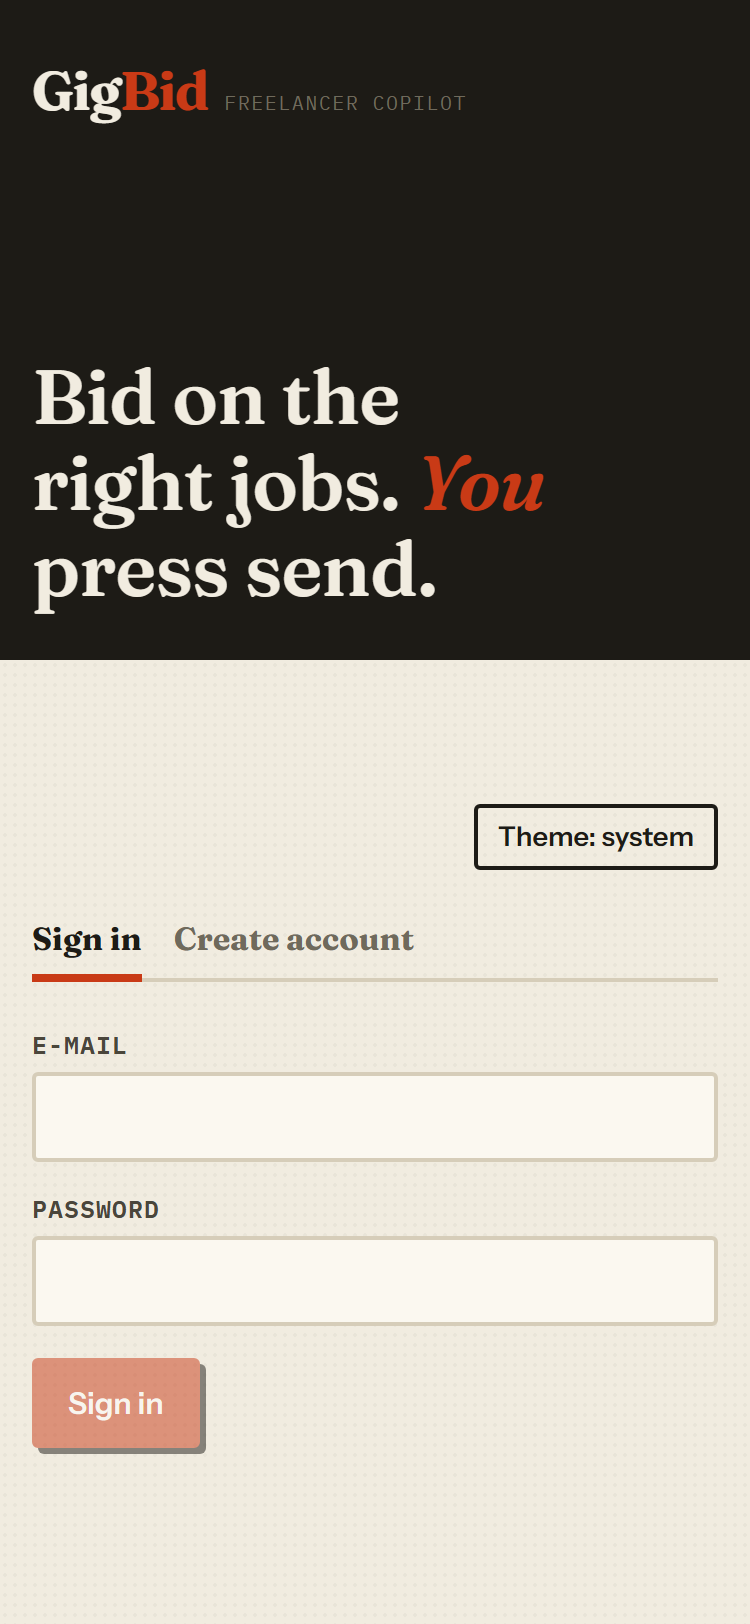 GigBid FREELANCER COPILOT
Bid on the
right jobs. You
press send.
Theme: system
Sign in Create account
E-MAIL
PASSWORD
Sign in